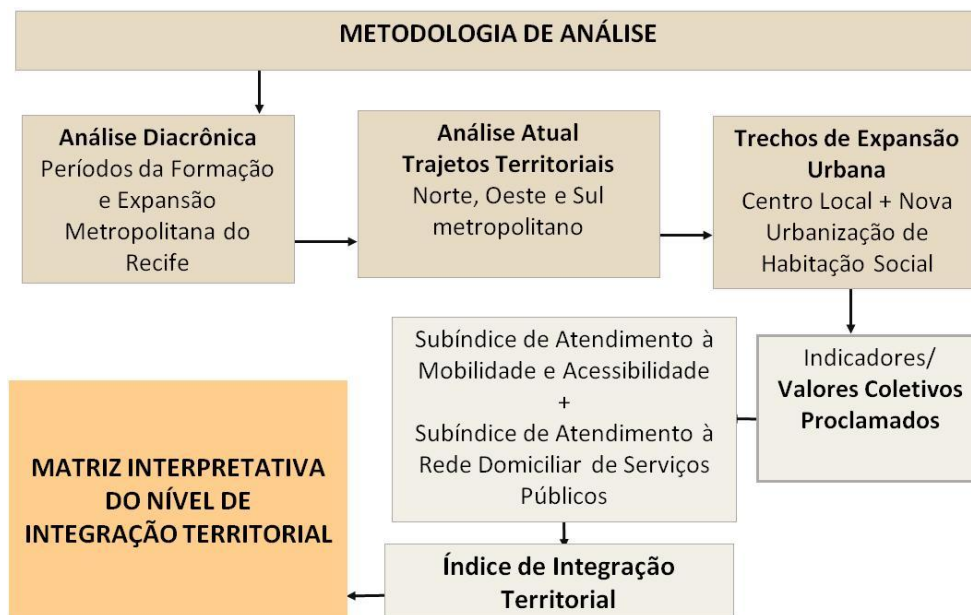 METODOLOGIA DE ANÁLISE
Análise Diacrônica
Períodos da Formação
e Expansão
Metropolitana do
Recife
Análise Atual
Trajetos Territoriais
Norte, Oeste e Sul
metropolitano
Trechos de Expansão
Urbana
Centro Local + Nova
Urbanização de
Habitação Social
Indicadores/
Valores Coletivos
Proclamados
Subíndice de Atendimento à
Mobilidade e Acessibilidade
+
Subíndice de Atendimento à
Rede Domiciliar de Serviços
Públicos
Índice de Integração
Territorial
MATRIZ INTERPRETATIVA
DO NÍVEL DE
INTEGRAÇÃO TERRITORIAL